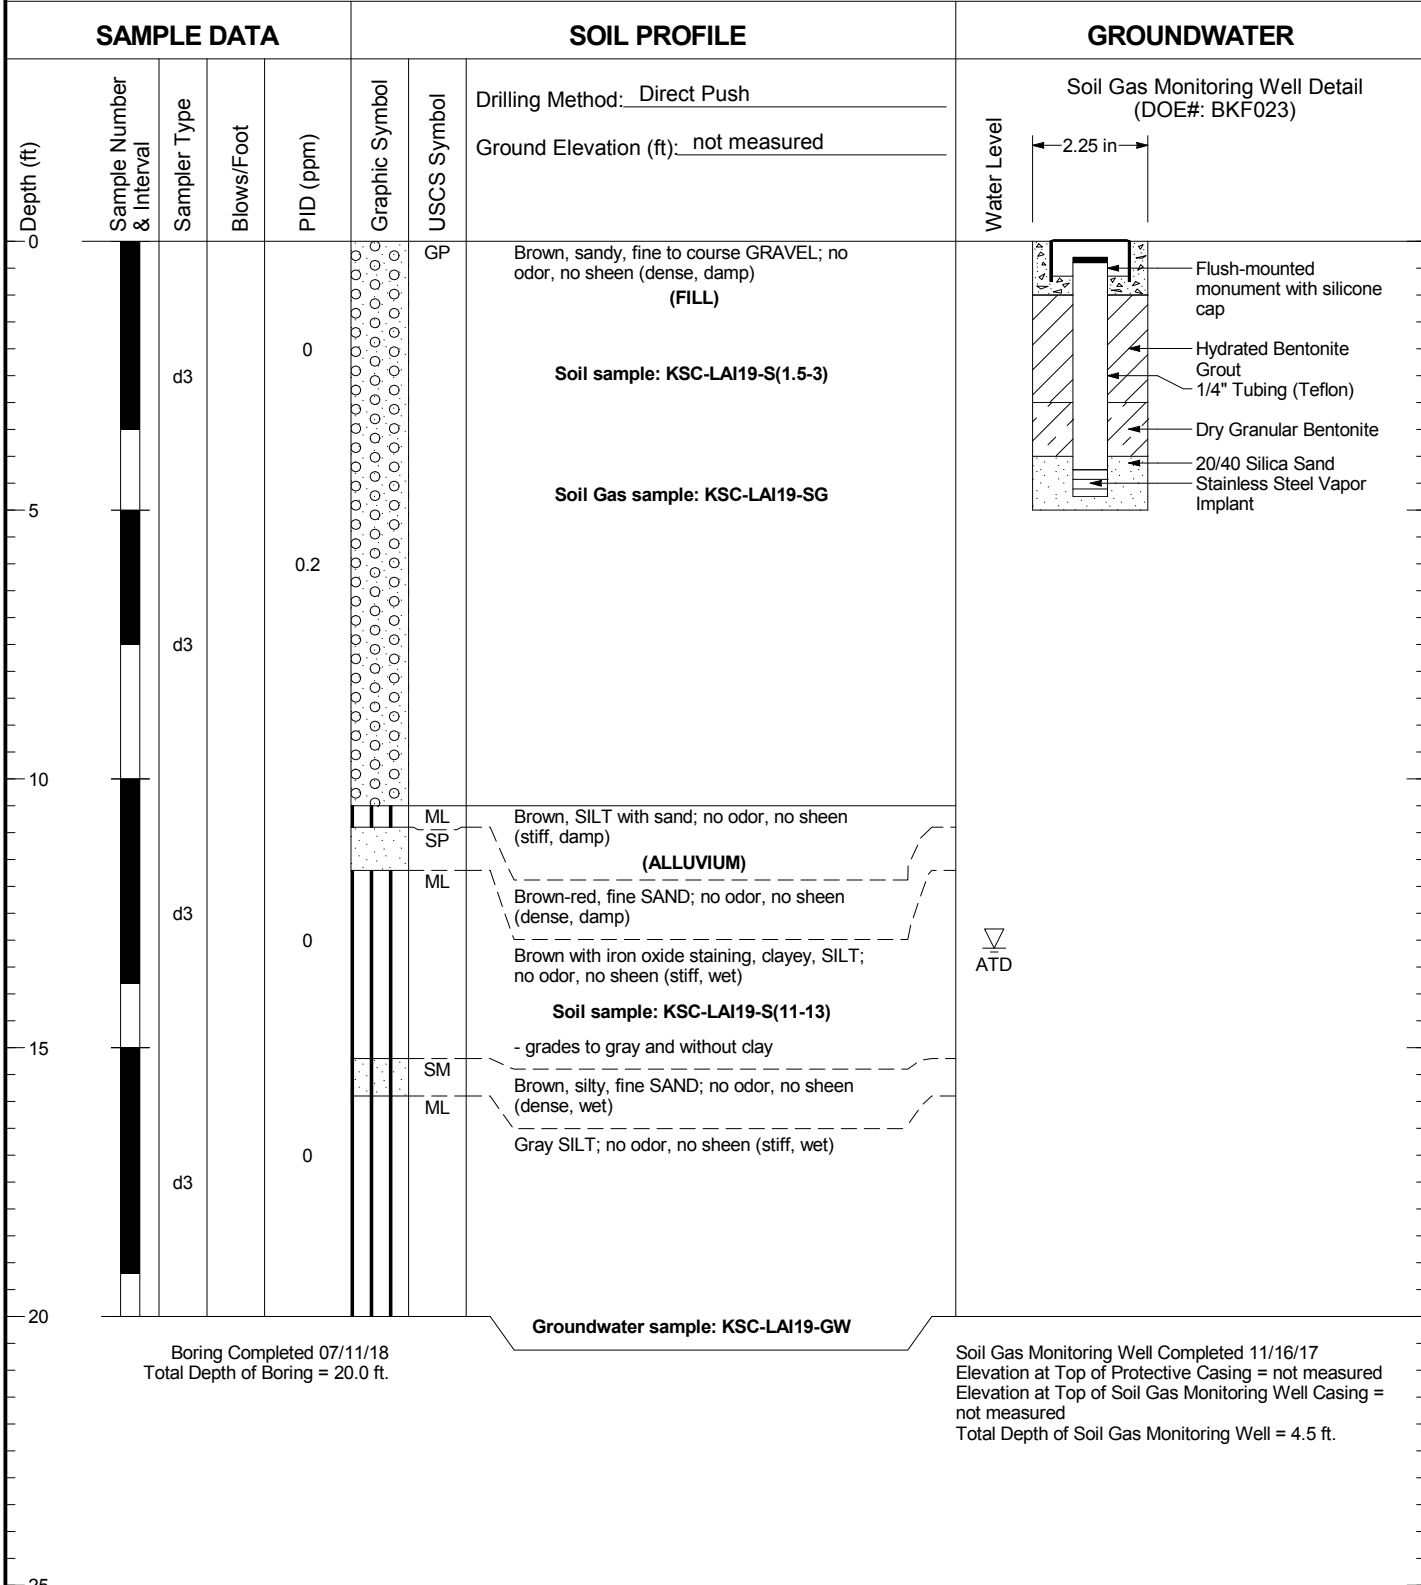 SAMPLE DATA
SOIL PROFILE
GROUNDWATER
Depth (ft)
Sample Number
& Interval
Sampler Type
Blows/Foot
PID (ppm)
Graphic Symbol
USCS Symbol
Drilling Method: Direct Push
Ground Elevation (ft): not measured
Water Level
Soil Gas Monitoring Well Detail
(DOE#: BKF023)
2.25 in
0
GP
Brown, sandy, fine to course GRAVEL; no
odor, no sheen (dense, damp)
(FILL)
Flush-mounted
monument with silicone
cap
0
Hydrated Bentonite
Grout
d3
Soil sample: KSC-LAI19-S(1.5-3)
1/4" Tubing (Teflon)
Dry Granular Bentonite
20/40 Silica Sand
Soil Gas sample: KSC-LAI19-SG
Stainless Steel Vapor
Implant
5
0.2
d3
10
ML
Brown, SILT with sand; no odor, no sheen
(stiff, damp)
SP
(ALLUVIUM)
ML
Brown-red, fine SAND; no odor, no sheen
(dense, damp)
d3
0
Brown with iron oxide staining, clayey, SILT;
no odor, no sheen (stiff, wet)
ATD
Soil sample: KSC-LAI19-S(11-13)
15
- grades to gray and without clay
SM
Brown, silty, fine SAND; no odor, no sheen
(dense, wet)
ML
Gray SILT; no odor, no sheen (stiff, wet)
0
d3
20
Groundwater sample: KSC-LAI19-GW
Boring Completed 07/11/18
Total Depth of Boring = 20.0 ft.
Soil Gas Monitoring Well Completed 11/16/17
Elevation at Top of Protective Casing = not measured
Elevation at Top of Soil Gas Monitoring Well Casing =
not measured
Total Depth of Soil Gas Monitoring Well = 4.5 ft.
25